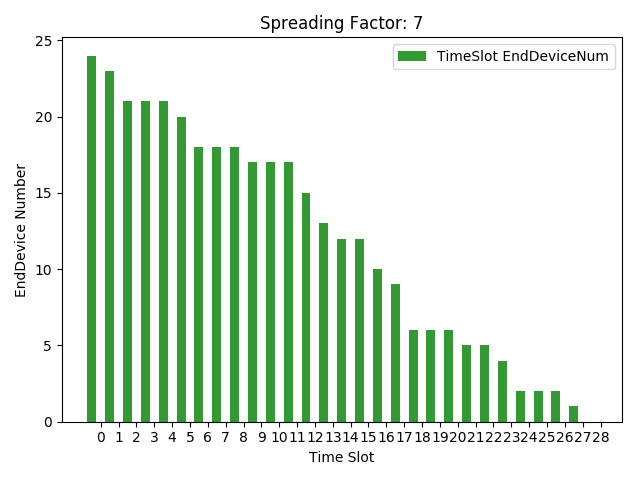 Spreading Factor: 7
TimeSlot EndDeviceNum
EndDevice Number
25
20
15
10
5
0
0 1 2 3 4 5 6 7 8 9 10 11 12 13 14 15 16 17 18 19 20 21 22 23 24 25 26 27 28
Time Slot